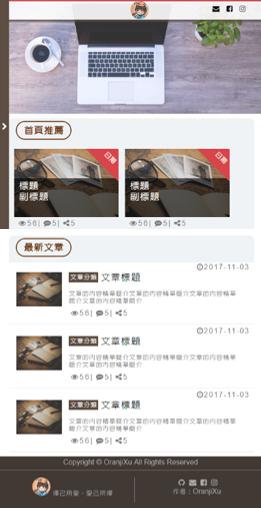 首頁推薦
日期
標題
副標題
56| 5| 5
日期
標題
副標題
56| 5| 5
最新文章
2017-11-03
文章分類 文章標題
文章的內容精華簡介文章的內容精華簡介文章的內容精華
簡介文章的內容精華簡介
56| 5| 5
2017-11-03
文章分類 文章標題
文章的內容精華簡介文章的內容精華簡介文章的內容精華
簡介文章的內容精華簡介
56| 5| 5
2017-11-03
文章分類 文章標題
文章的內容精華簡介文章的內容精華簡介文章的內容精華
簡介文章的內容精華簡介
56| 5| 5
Copyright © OranjiXu All Rights Reserved
擇己所愛、愛己所擇
作者：OranjiXu